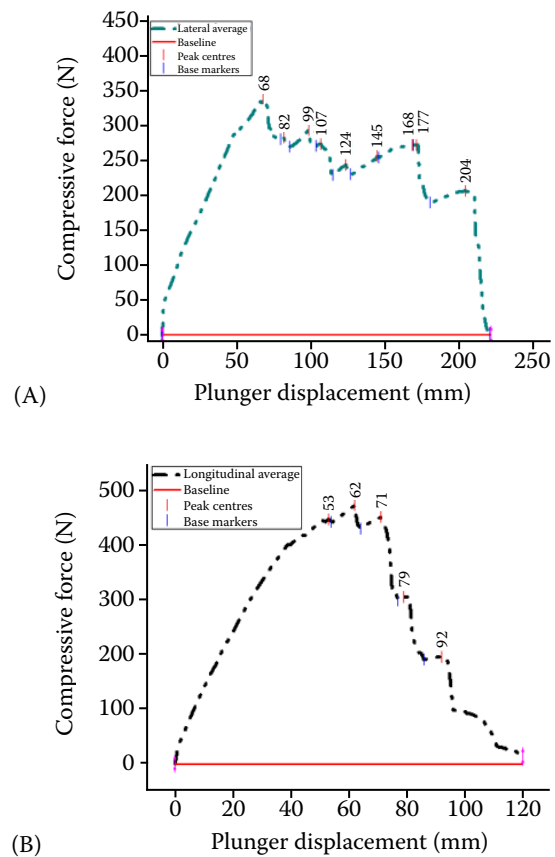 450
400
350
300
250
200
150
100
50
0
Compressive force (N)
Lateral average
Baseline
Peak centres
Base markers
68
82
99
107
124
145
168
177
204
0 50 100 150 200 250
Plunger displacement (mm)
(A)
500
400
300
200
100
0
Compressive force (N)
Longitudinal average
Baseline
Peak centres
Base markers
53
62
71
79
92
0 20 40 60 80 100 120
Plunger displacement (mm)
(B)